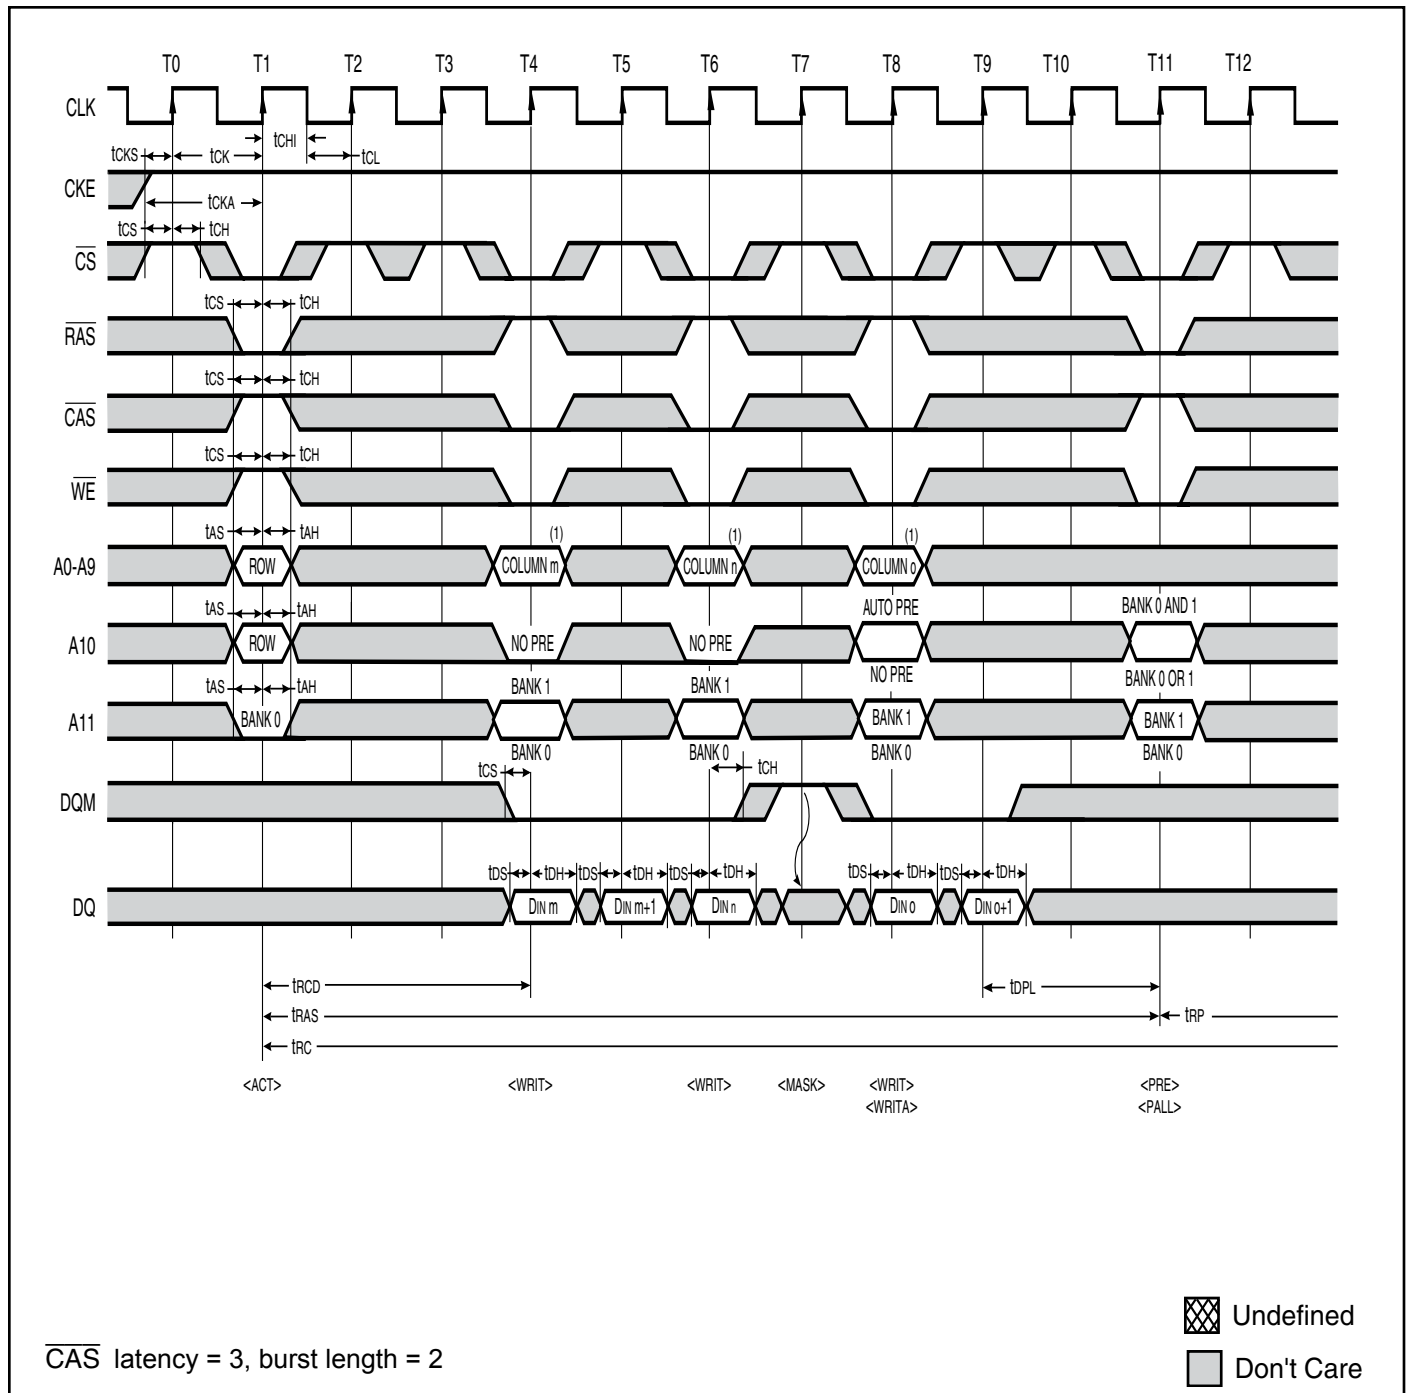 T0 T1 T2 T3 T4 T5 T6 T7 T8 T9 T10 T11 T12
CLK
tCHI
tCKS tCK tCL
CKE
tCKA
tCS tCH
CS
tCS tCH
RAS
tCS tCH
CAS
tCS tCH
WE
tAS tAH (1) (1) (1)
A0-A9 ROW COLUMN m COLUMN n COLUMN o
tAS tAH AUTO PRE BANK 0 AND 1
A10 ROW NO PRE NO PRE
NO PRE BANK 0 OR 1
tAS tAH BANK 1 BANK 1
A11 BANK 0 BANK 1 BANK 1
BANK 0 BANK 0 BANK 0 BANK 0
tCS tCH
DQM
tDS tDH tDS tDH tDS tDH tDS tDH tDS tDH
DQ DIN m DIN m+1 DIN n DIN o DIN o+1
tRCD tDPL
tRAS tRP
tRC
<ACT> <WRIT> <WRIT> <MASK> <WRIT> <PRE>
<WRITA> <PALL>
Undefined
CAS latency = 3, burst length = 2
Don't Care